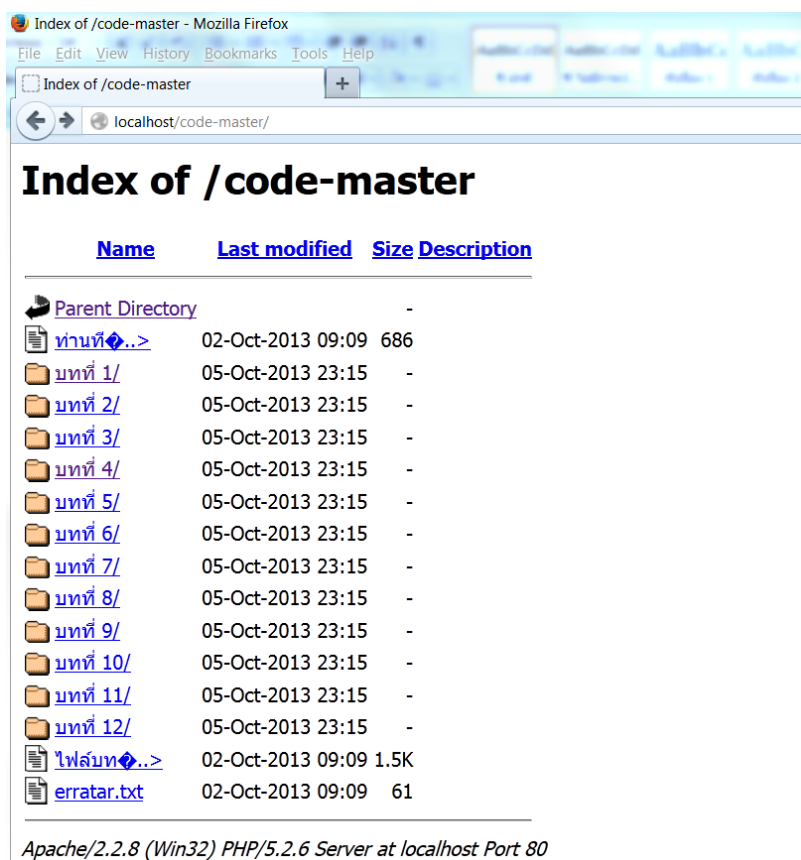 Index of /code-master - Mozilla Firefox
File Edit View History Bookmarks Tools Help
Index of /code-master +
localhost/code-master/
Index of /code-master
Name Last modified Size Description
Parent Directory -
ท่านที�..> 02-Oct-2013 09:09 686
บทที่ 1/ 05-Oct-2013 23:15 -
บทที่ 2/ 05-Oct-2013 23:15 -
บทที่ 3/ 05-Oct-2013 23:15 -
บทที่ 4/ 05-Oct-2013 23:15 -
บทที่ 5/ 05-Oct-2013 23:15 -
บทที่ 6/ 05-Oct-2013 23:15 -
บทที่ 7/ 05-Oct-2013 23:15 -
บทที่ 8/ 05-Oct-2013 23:15 -
บทที่ 9/ 05-Oct-2013 23:15 -
บทที่ 10/ 05-Oct-2013 23:15 -
บทที่ 11/ 05-Oct-2013 23:15 -
บทที่ 12/ 05-Oct-2013 23:15 -
ไฟล์บท�..> 02-Oct-2013 09:09 1.5K
erratar.txt 02-Oct-2013 09:09 61
Apache/2.2.8 (Win32) PHP/5.2.6 Server at localhost Port 80